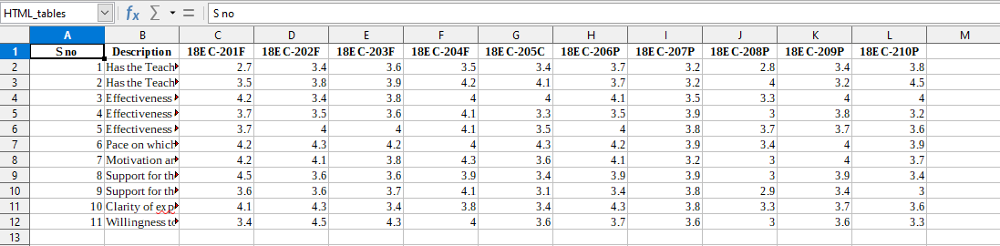 HTML_tables fx Σ = S no
A B C D E F G H I J K L M
1 S no Description 18EC-201F 18EC-202F 18EC-203F 18EC-204F 18EC-205C 18EC-206P 18EC-207P 18EC-208P 18EC-209P 18EC-210P
2 1 Has the Teach 2.7 3.4 3.6 3.5 3.4 3.7 3.2 2.8 3.4 3.8
3 2 Has the Teach 3.5 3.8 3.9 4.2 4.1 3.7 3.2 4 3.2 4.5
4 3 Effectiveness 4.2 3.4 3.8 4 4 4.1 3.5 3.3 4 4
5 4 Effectiveness 3.7 3.5 3.6 4.1 3.3 3.5 3.9 3 3.8 3.2
6 5 Effectiveness 3.7 4 4 4.1 3.5 4 3.8 3.7 3.7 3.6
7 6 Pace on which 4.2 4.3 4.2 4 4.3 4.2 3.9 3.4 4 3.9
8 7 Motivation an 4.2 4.1 3.8 4.3 3.6 4.1 3.2 3 4 3.7
9 8 Support for th 4.5 3.6 3.6 3.9 3.4 3.9 3.9 3 3.9 3.4
10 9 Support for th 3.6 3.6 3.7 4.1 3.1 3.4 3.8 2.9 3.4 3
11 10 Clarity of exp 4.1 4.3 3.4 3.8 3.4 4.3 3.8 3.3 3.7 3.6
12 11 Willingness to 3.4 4.5 4.3 4 3.6 3.7 3.6 3 3.6 3.3
13